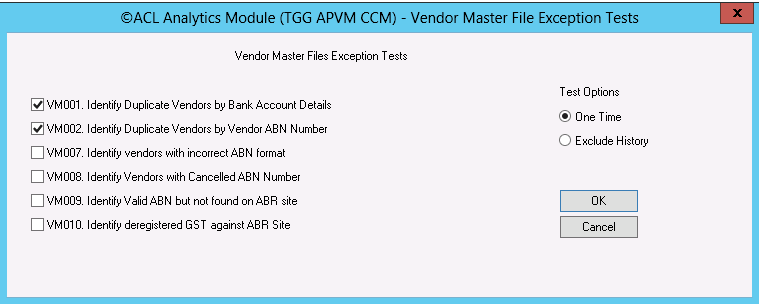 ©ACL Analytics Module (TGG APVM CCM) - Vendor Master File Exception Tests
x
Vendor Master Files Exception Tests
VM001. Identify Duplicate Vendors by Bank Account Details
VM002. Identify Duplicate Vendors by Vendor ABN Number
VM007. Identify vendors with incorrect ABN format
VM008. Identify Vendors with Cancelled ABN Number
VM009. Identify Valid ABN but not found on ABR site
VM010. Identify deregistered GST against ABR Site
Test Options
One Time
Exclude History
OK
Cancel